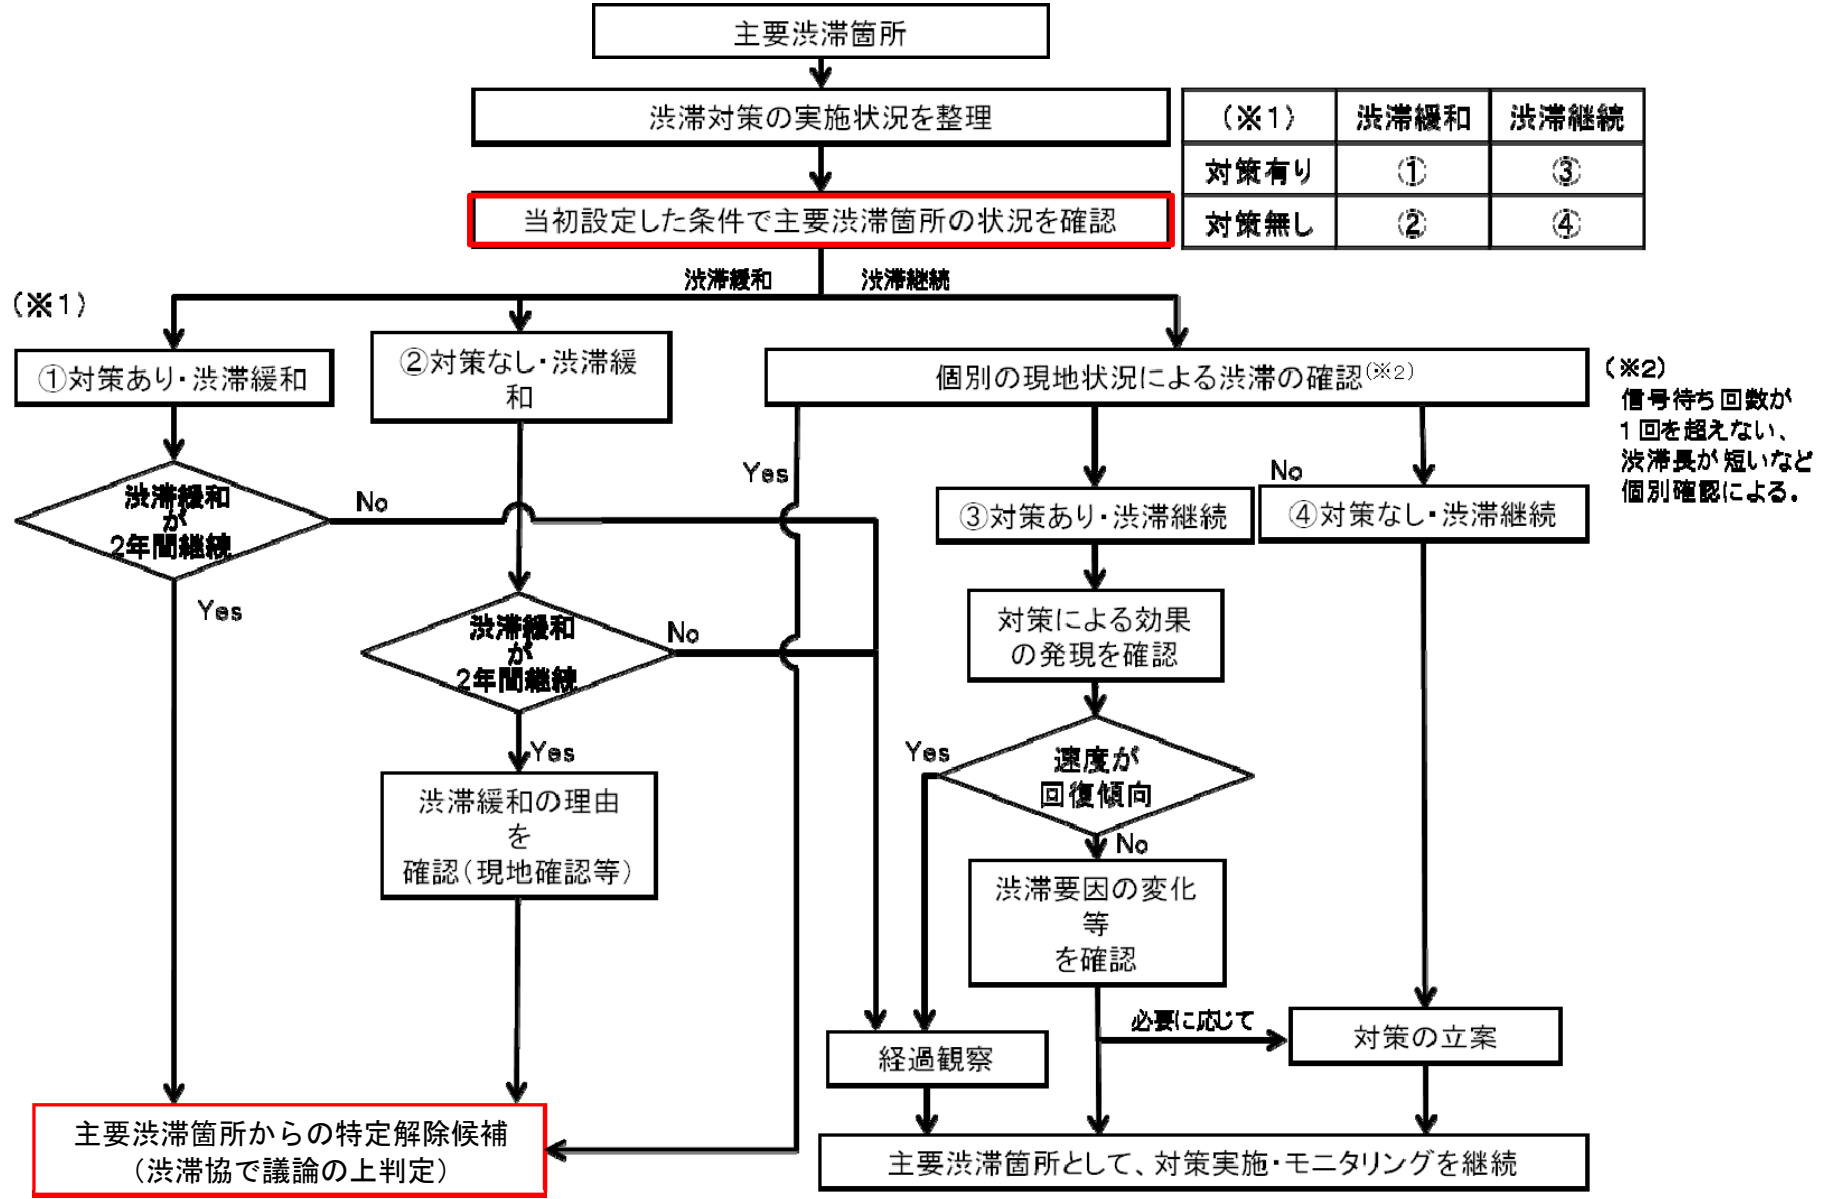 主要渋滞箇所
渋滞対策の実施状況を整理
(※1) 渋滞緩和 渋滞継続
対策有り ① ③
対策無し ② ④
当初設定した条件で主要渋滞箇所の状況を確認
渋滞緩和 渋滞継続
(※1)
①対策あり・渋滞緩和
②対策なし・渋滞緩
和
個別の現地状況による渋滞の確認(※2)
(※2)
信号待ち回数が
1回を超えない、
渋滞長が短いなど
個別確認による。
渋滞緩和
が
2年間継続
No
Yes
Yes
No
③対策あり・渋滞継続
④対策なし・渋滞継続
渋滞緩和
が
2年間継続
No
Yes
対策による効果
の発現を確認
速度が
回復傾向
Yes
No
渋滞緩和の理由
を
確認(現地確認等)
渋滞要因の変化
等
を確認
必要に応じて
対策の立案
経過観察
主要渋滞箇所からの特定解除候補
(渋滞協で議論の上判定)
主要渋滞箇所として、対策実施・モニタリングを継続